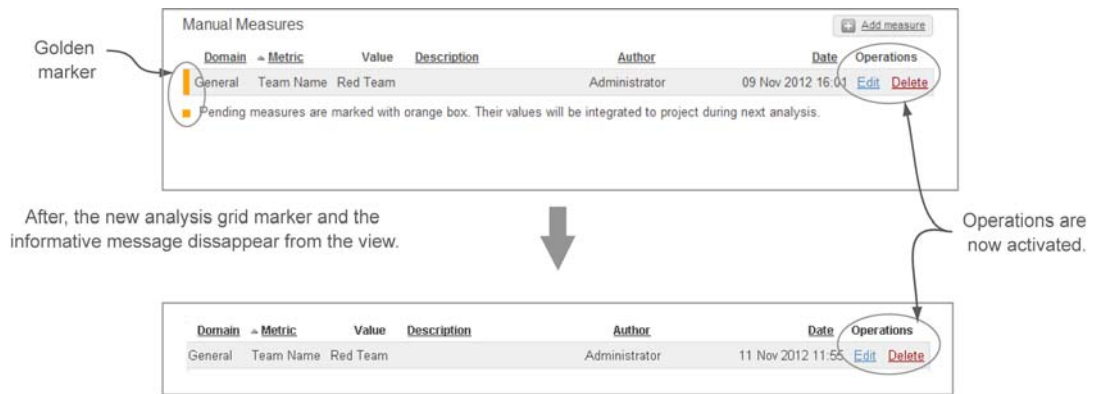 Manual Measures
Add measure
Golden
marker
Domain Metric Value Description Author Date Operations
General Team Name Red Team Administrator 09 Nov 2012 16:01 Edit Delete
Pending measures are marked with orange box. Their values will be integrated to project during next analysis.
After, the new analysis grid marker and the
informative message dissappear from the view.
Operations are
now activated.
Domain Metric Value Description Author Date Operations
General Team Name Red Team Administrator 11 Nov 2012 11:55 Edit Delete